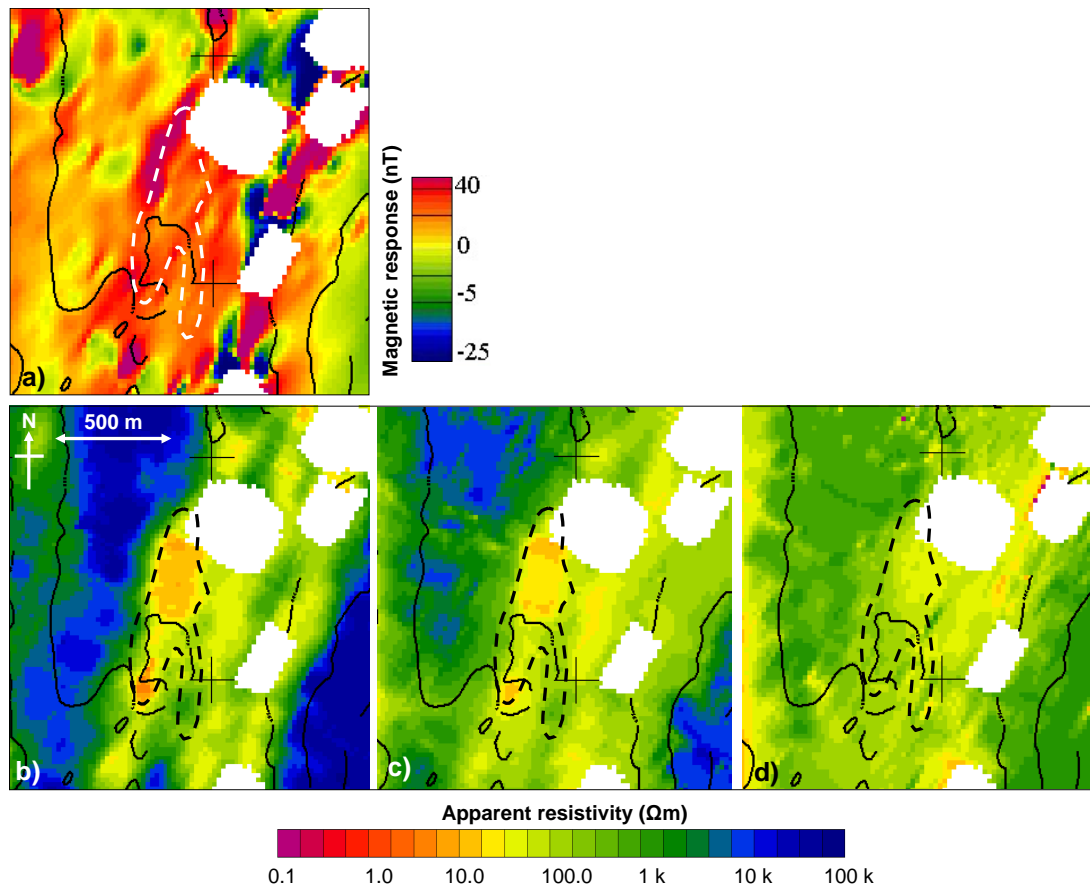 a)
40
0
-5
-25
Magnetic response (nT)
N
500 m
b)
c)
d)
Apparent resistivity (Ωm)
0.1 1.0 10.0 100.0 1 k 10 k 100 k